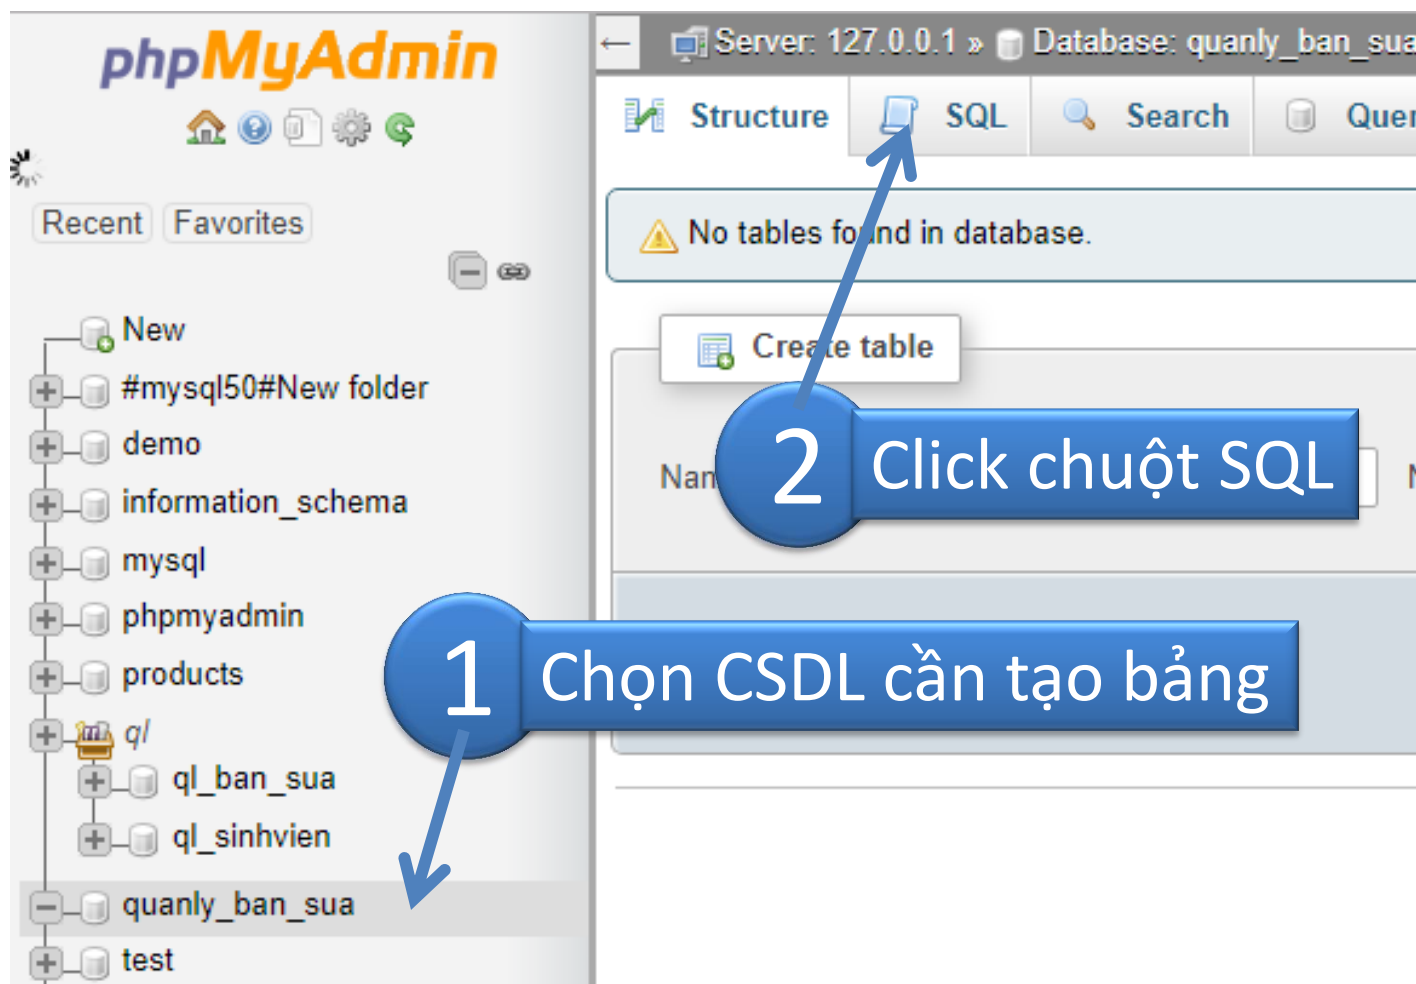 phpMyAdmin
Recent Favorites
New
#mysql50#New folder
demo
information_schema
mysql
phpmyadmin
products
ql
ql_ban_sua
ql_sinhvien
quanly_ban_sua
test
Server: 127.0.0.1 » Database: quanly_ban_sua
Structure SQL Search Quer
No tables found in database.
Create table
Nam
2 Click chuột SQL
1 Chọn CSDL cần tạo bảng